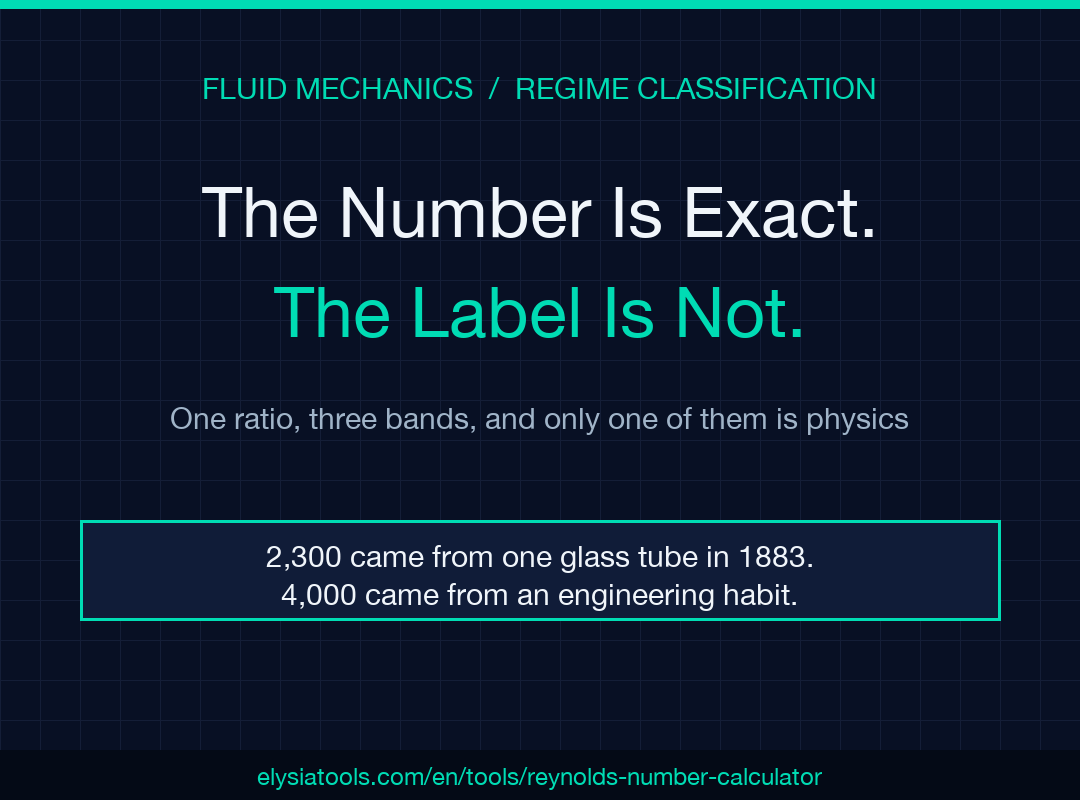 FLUID MECHANICS / REGIME CLASSIFICATION
The Number Is Exact.
The Label Is Not.
One ratio, three bands, and only one of them is physics
2,300 came from one glass tube in 1883.
4,000 came from an engineering habit.
elysiatools.com/en/tools/reynolds-number-calculator